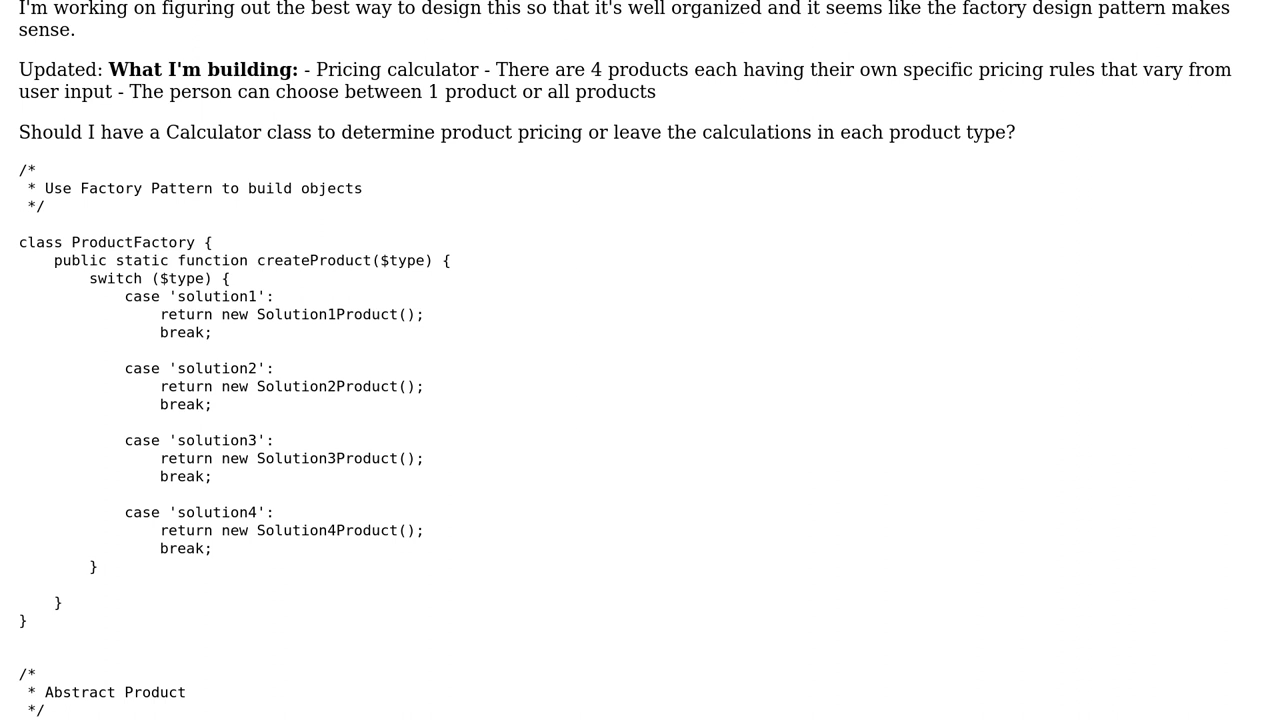 I'm working on figuring out the best way to design this so that it's well organized and it seems like the factory design pattern makes
sense.
Updated: What I'm building: - Pricing calculator - There are 4 products each having their own specific pricing rules that vary from
user input - The person can choose between 1 product or all products
Should I have a Calculator class to determine product pricing or leave the calculations in each product type?
/*
 * Use Factory Pattern to build objects
 */
class ProductFactory {
    public static function createProduct($type) {
        switch ($type) {
            case 'solution1':
                return new Solution1Product();
                break;
            case 'solution2':
                return new Solution2Product();
                break;
            case 'solution3':
                return new Solution3Product();
                break;
            case 'solution4':
                return new Solution4Product();
                break;
        }
    }
}
/*
 * Abstract Product
 */